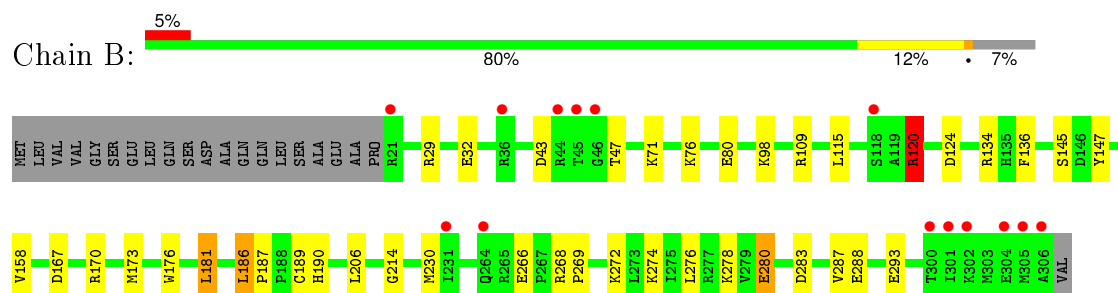 5%
Chain B:
80% 12% • 7%
MET LEU VAL VAL GLY SER GLU LEU LEU GLN SER ASP ALA GLN GLN LEU SER ALA GLU ALA PRO R21 R29 E32 R36 D43 R44 T45 G46 T47 K71 K76 E80 K98 R109 L115 S118 A119 R120 D124 R134 H135 F136 S145 D146 Y147
V158 D167 R170 M173 W176 L181 L186 P187 P188 C189 H190 L206 G214 M230 I231 Q264 R265 E266 P267 R268 P269 K272 L273 K274 I275 L276 R277 K278 V279 E280 D283 V287 E288 E293 T300 I301 K302 M303 E304 M305 A306 VAL